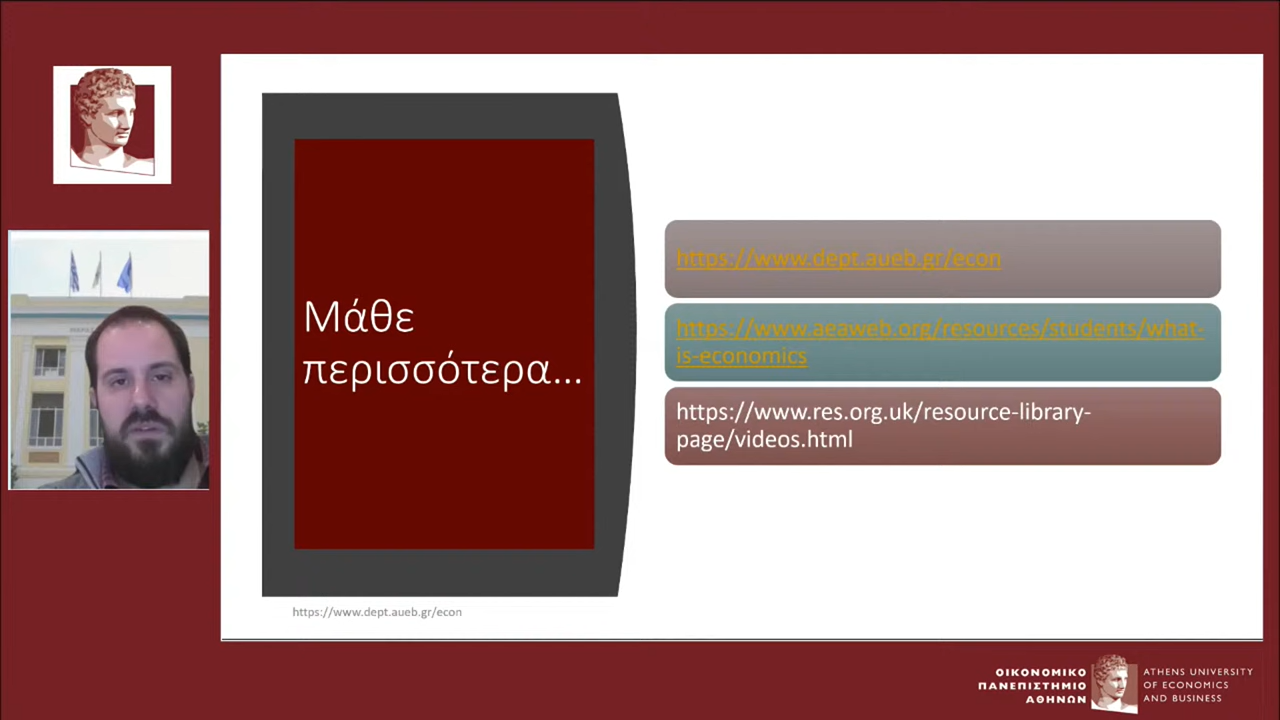 Μάθε
περισσότερα...
https://www.dept.aueb.gr/econ
https://www.aeaweb.org/resources/students/what-
is-economics
https://www.res.org.uk/resource-library-
page/videos.html
https://www.dept.aueb.gr/econ
ΟΙΚΟΝΟΜΙΚΟ
ΠΑΝΕΠΙΣΤΗΜΙΟ
ΑΘΗΝΩΝ
ATHENS UNIVERSITY
OF ECONOMICS
AND BUSINESS